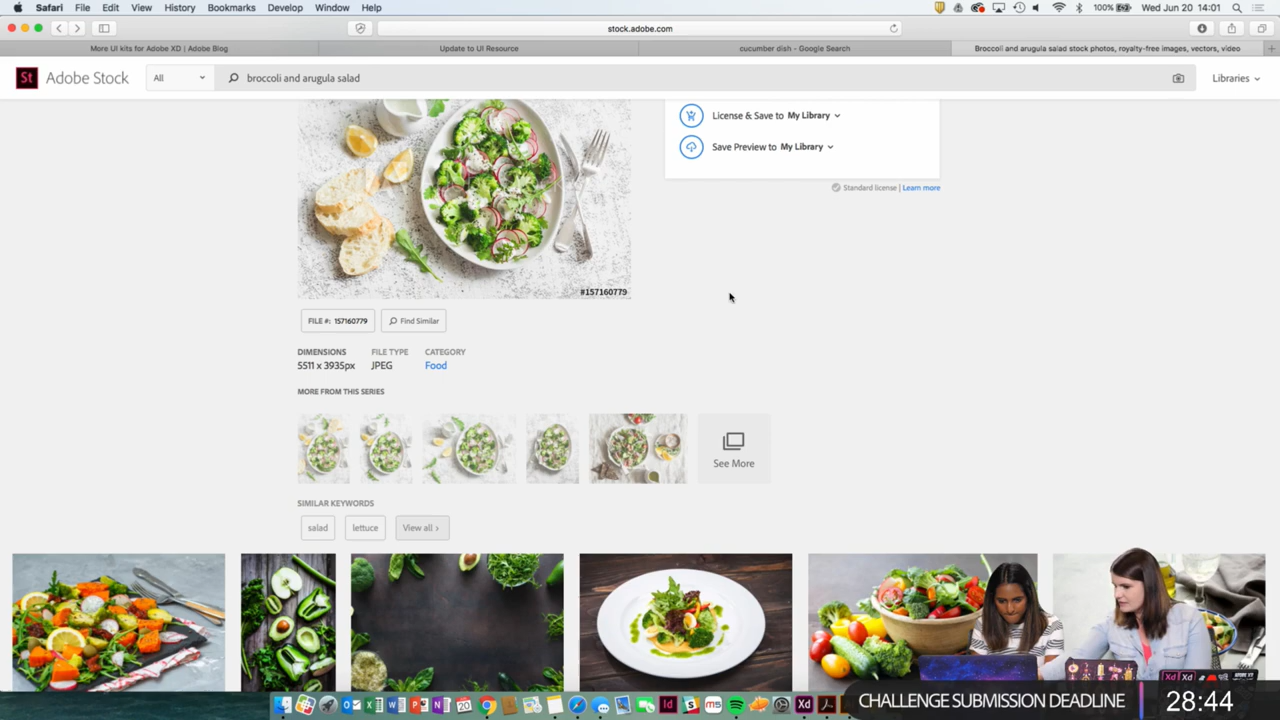 Safari File Edit View History Bookmarks Develop Window Help 100% Wed Jun 20 14:01
stock.adobe.com
More UI kits for Adobe XD | Adobe Blog Update to UI Resource cucumber dish - Google Search Broccoli and arugula salad stock photos, royalty-free images, vectors, video
St Adobe Stock All broccoli and arugula salad Libraries
License & Save to My Library
Save Preview to My Library
Standard license | Learn more
#157160779
FILE #: 157160779 Find Similar
DIMENSIONS FILE TYPE CATEGORY
5511 x 3935px JPEG Food
MORE FROM THIS SERIES
See More
SIMILAR KEYWORDS
salad lettuce View all >
CHALLENGE SUBMISSION DEADLINE 28:44